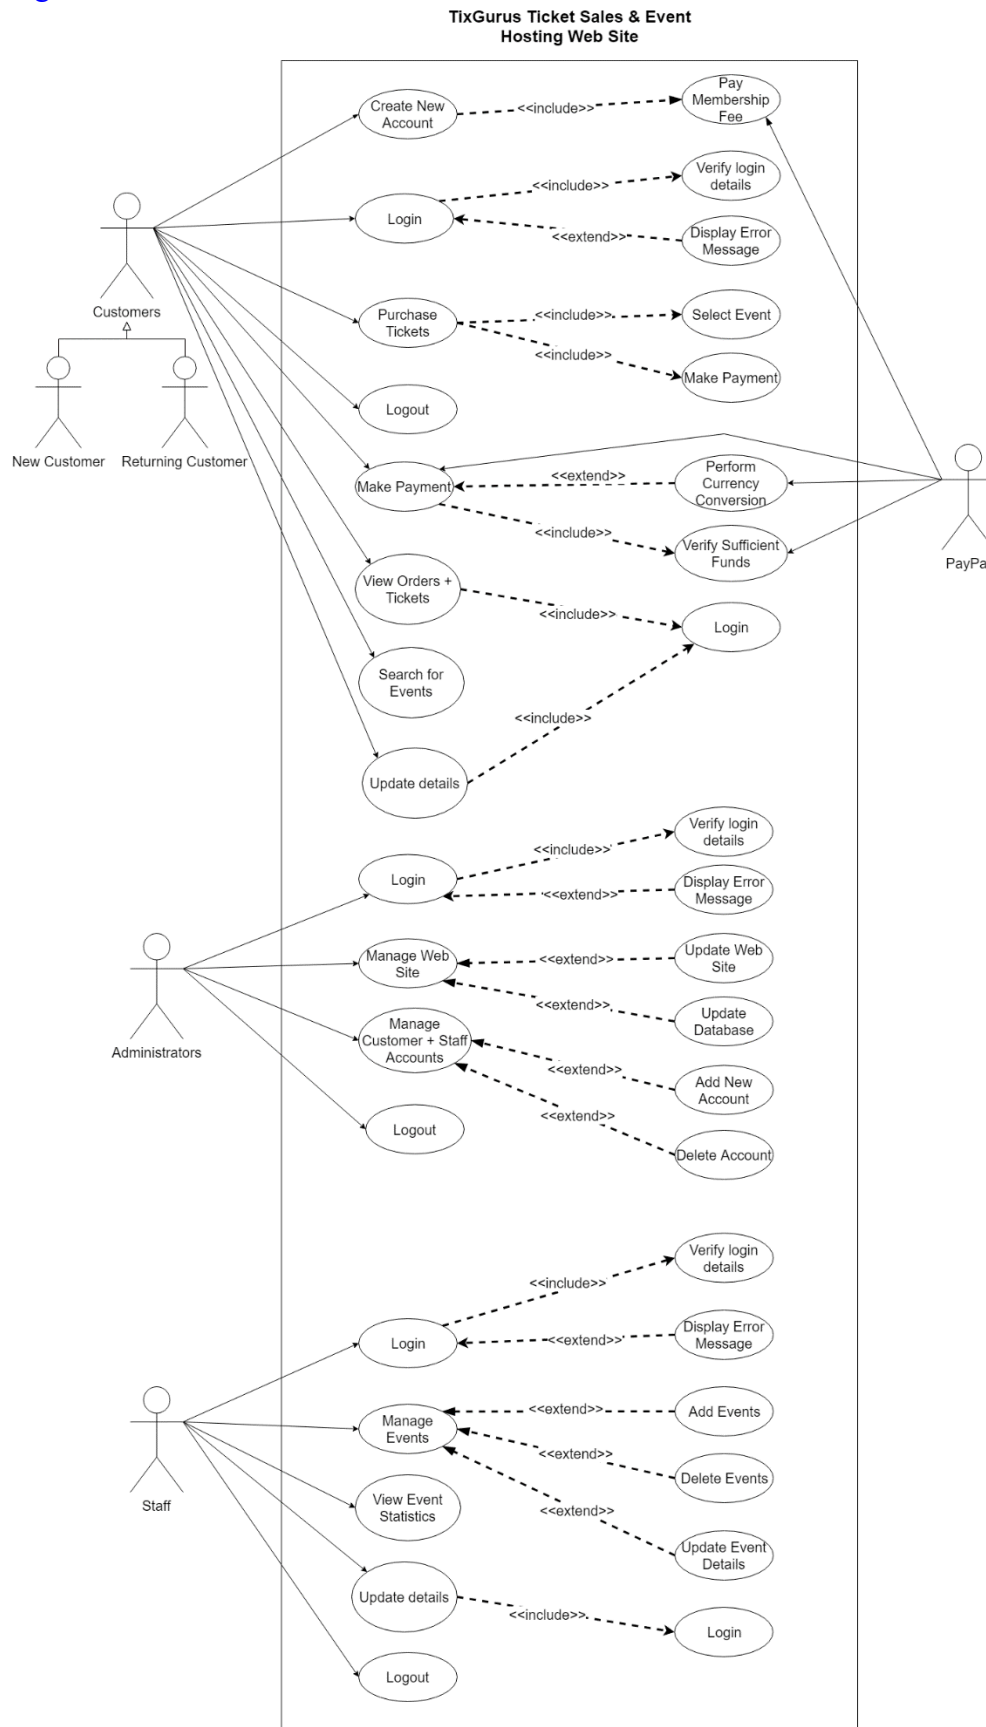 TixGurus Ticket Sales & Event
Hosting Web Site
Create New
Account
<<include>>
Pay
Membership
Fee
Login
<<include>>
Verify login
details
<<extend>>
Display Error
Message
Customers
New Customer
Returning Customer
Purchase
Tickets
<<include>>
Select Event
<<include>>
Make Payment
Logout
Make Payment
<<extend>>
Perform
Currency
Conversion
<<include>>
Verify Sufficient
Funds
PayPa
View Orders +
Tickets
<<include>>
Login
Search for
Events
<<include>>
Update details
Login
<<include>>
Verify login
details
<<extend>>
Display Error
Message
Administrators
Manage Web
Site
<<extend>>
Update Web
Site
<<extend>>
Update
Database
Manage
Customer + Staff
Accounts
<<extend>>
Add New
Account
<<extend>>
Delete Account
Logout
Login
<<include>>
Verify login
details
<<extend>>
Display Error
Message
Staff
Manage
Events
<<extend>>
Add Events
<<extend>>
Delete Events
<<extend>>
Update Event
Details
View Event
Statistics
Update details
<<include>>
Login
Logout